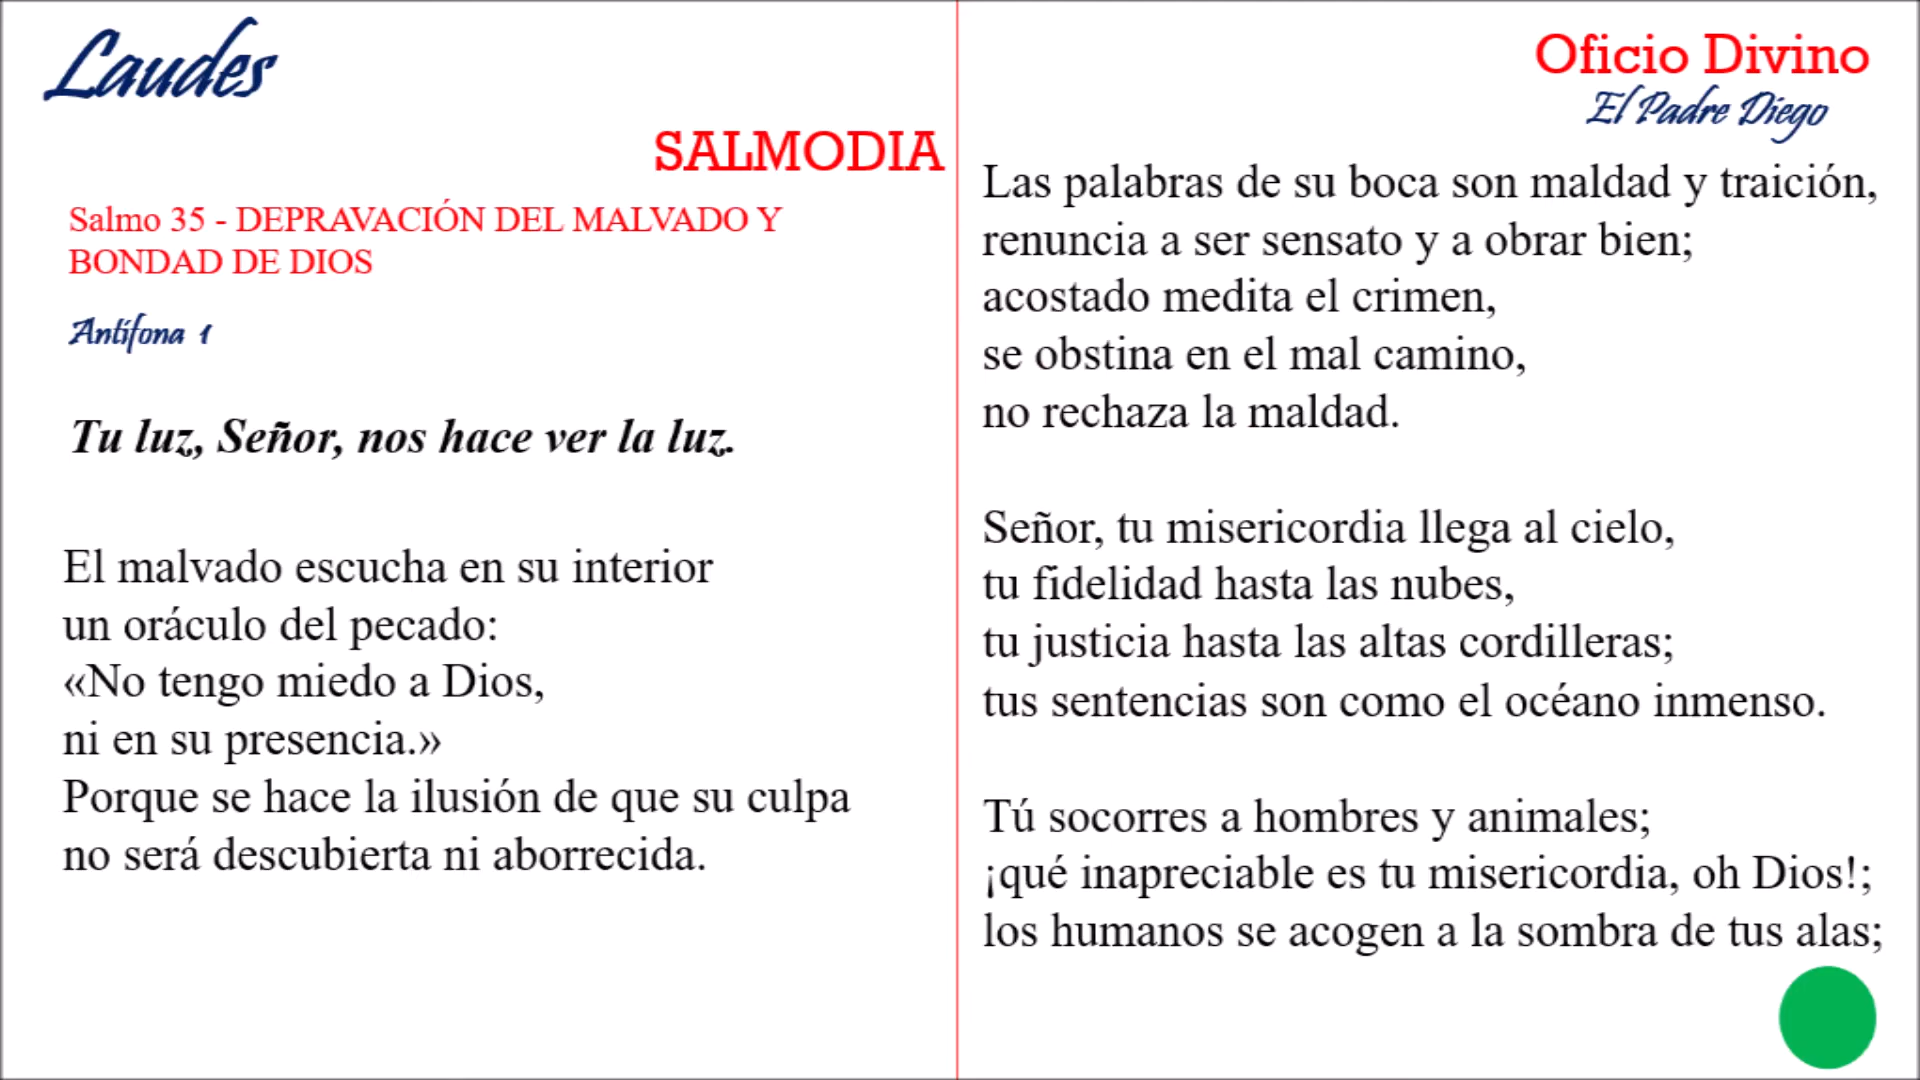 Laudes
SALMODIA
Salmo 35 - DEPRAVACIÓN DEL MALVADO Y
BONDAD DE DIOS
Antífona 1
Tu luz, Señor, nos hace ver la luz.
El malvado escucha en su interior
un oráculo del pecado:
«No tengo miedo a Dios,
ni en su presencia.»
Porque se hace la ilusión de que su culpa
no será descubierta ni aborrecida.
Oficio Divino
El Padre Diego
Las palabras de su boca son maldad y traición,
renuncia a ser sensato y a obrar bien;
acostado medita el crimen,
se obstina en el mal camino,
no rechaza la maldad.
Señor, tu misericordia llega al cielo,
tu fidelidad hasta las nubes,
tu justicia hasta las altas cordilleras;
tus sentencias son como el océano inmenso.
Tú socorres a hombres y animales;
¡qué inapreciable es tu misericordia, oh Dios!;
los humanos se acogen a la sombra de tus alas;